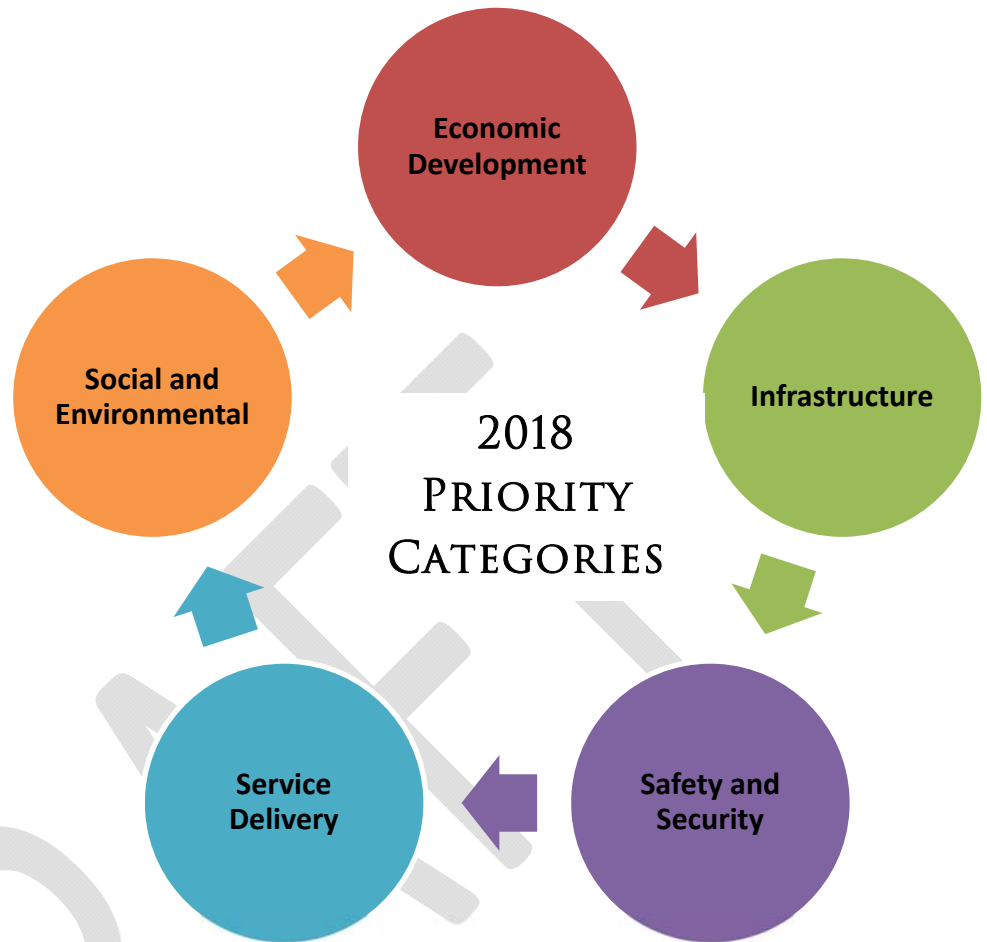 Economic
Development
Infrastructure
Safety and
Security
Service
Delivery
Social and
Environmental
2018
PRIORITY
CATEGORIES